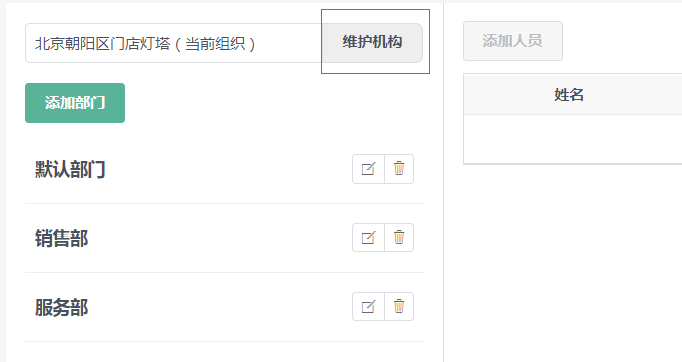 北京朝阳区门店灯塔（当前组织）
维护机构
添加部门
默认部门
销售部
服务部
添加人员
姓名